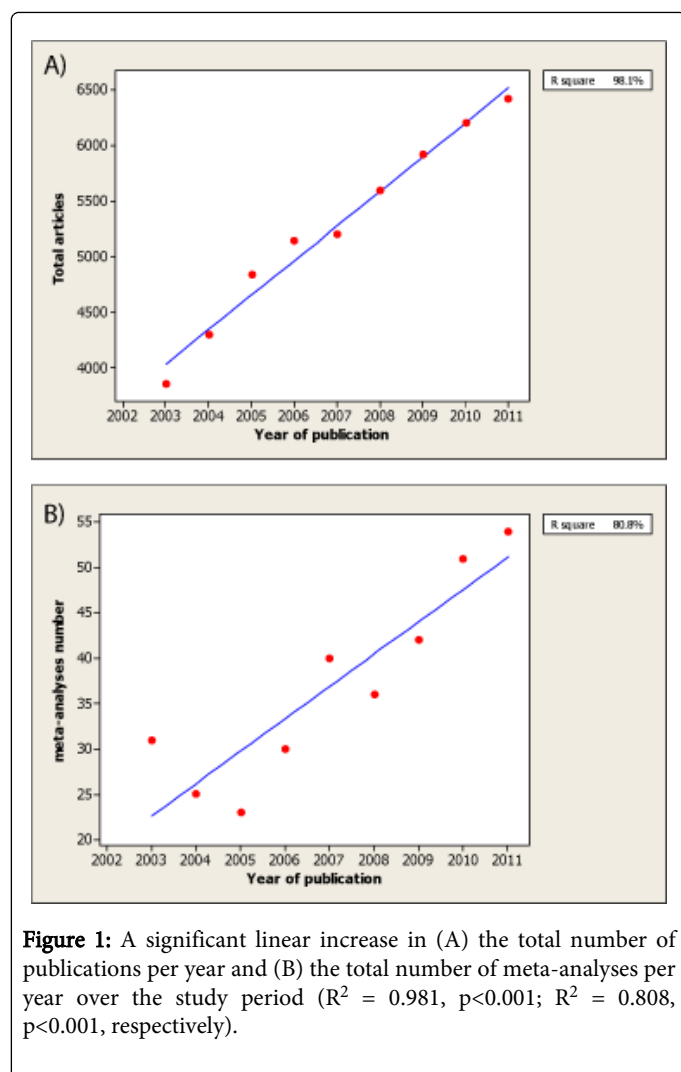 A)
R square 98.1%
6500
6000
5500
5000
4500
4000
Total articles
2002 2003 2004 2005 2006 2007 2008 2009 2010 2011
Year of publication
B)
R square 80.8%
55
50
45
40
35
30
25
20
meta-analyses number
2002 2003 2004 2005 2006 2007 2008 2009 2010 2011
Year of publication
Figure 1: A significant linear increase in (A) the total number of
publications per year and (B) the total number of meta-analyses per
year over the study period (R² = 0.981, p<0.001; R² = 0.808,
p<0.001, respectively).